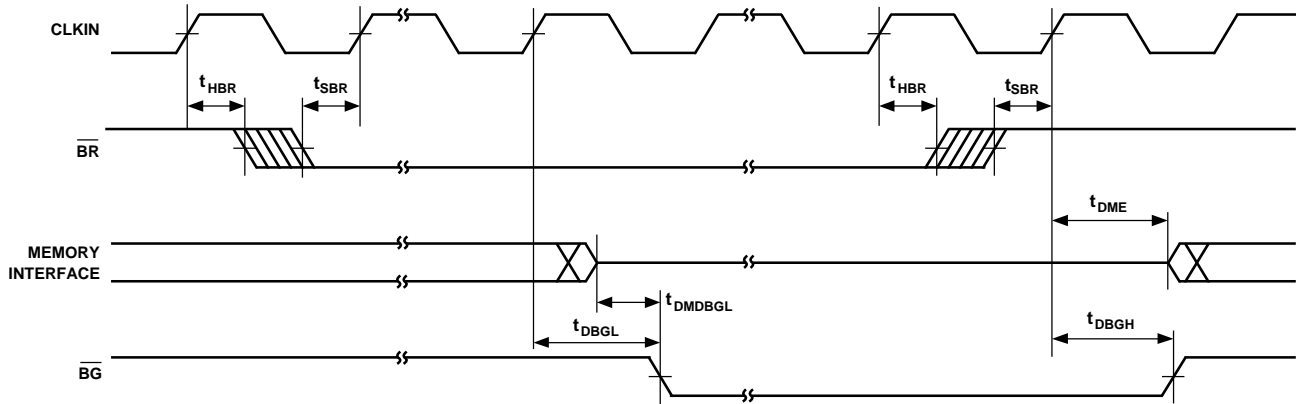 CLKIN
tHBR
tSBR
tHBR
tSBR
BR
tDME
MEMORY
INTERFACE
tDMDBGL
tDBGL
tDBGH
BG